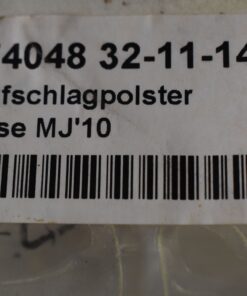 4048 32-11-14
fschlagpolster
se MJ'10